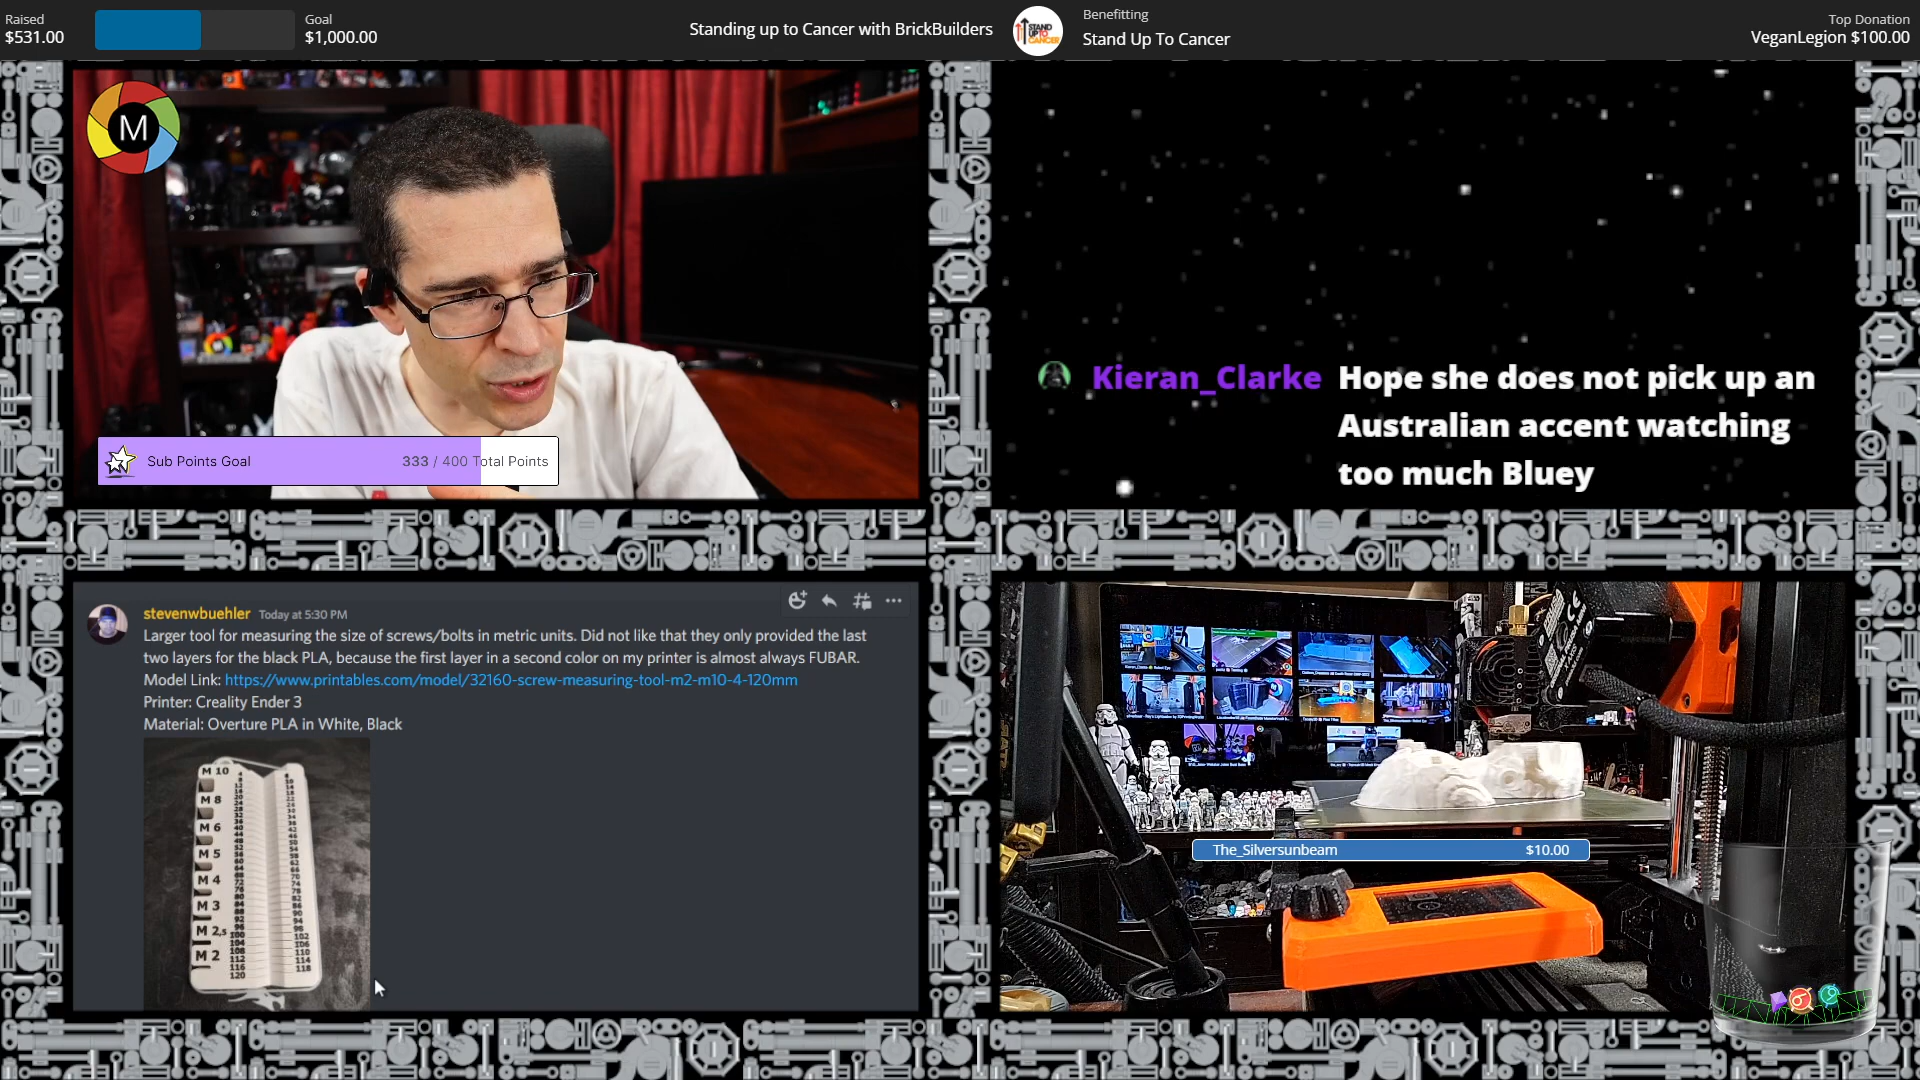 Raised
$531.00
Goal
$1,000.00
Standing up to Cancer with BrickBuilders
STAND
UP TO
CANCER
Benefitting
Stand Up To Cancer
Top Donation
VeganLegion $100.00
M
Sub Points Goal
333 / 400 Total Points
Kieran_Clarke Hope she does not pick up an
Australian accent watching
too much Bluey
stevenwbuehler Today at 5:30 PM
Larger tool for measuring the size of screws/bolts in metric units. Did not like that they only provided the last
two layers for the black PLA, because the first layer in a second color on my printer is almost always FUBAR.
Model Link: https://www.printables.com/model/32160-screw-measuring-tool-m2-m10-4-120mm
Printer: Creality Ender 3
Material: Overture PLA in White, Black
M 10
M 8
M 6
M 5
M 4
M 3
M 2,5
M 2
The_Silversunbeam $10.00